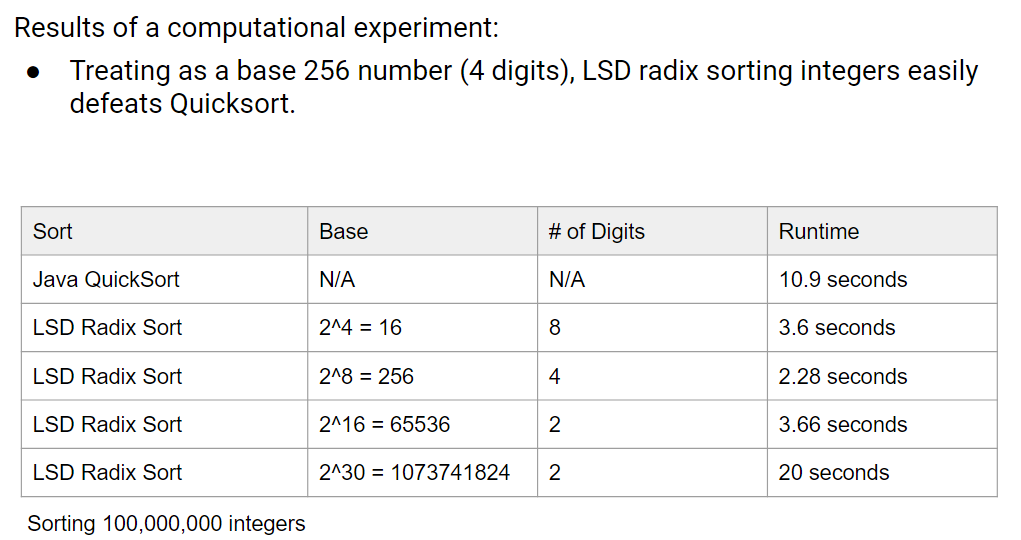 Results of a computational experiment:
● Treating as a base 256 number (4 digits), LSD radix sorting integers easily
defeats Quicksort.
Sort Base # of Digits Runtime
Java QuickSort N/A N/A 10.9 seconds
LSD Radix Sort 2^4 = 16 8 3.6 seconds
LSD Radix Sort 2^8 = 256 4 2.28 seconds
LSD Radix Sort 2^16 = 65536 2 3.66 seconds
LSD Radix Sort 2^30 = 1073741824 2 20 seconds
Sorting 100,000,000 integers